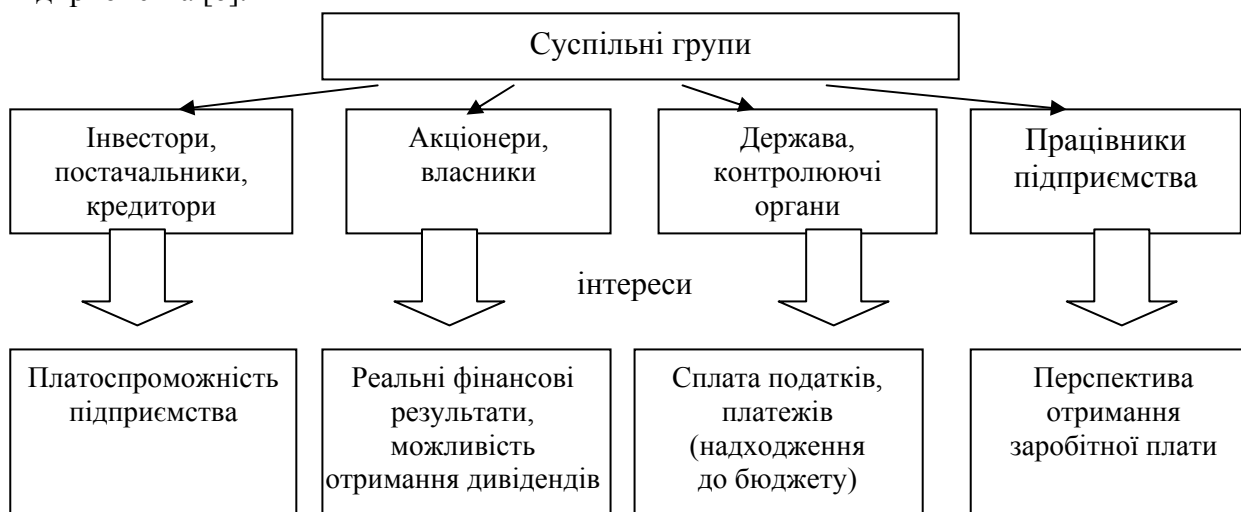 Суспільні групи
Інвестори,
постачальники,
кредитори
Акціонери,
власники
Держава,
контролюючі
органи
Працівники
підприємства
інтереси
Платоспроможність
підприємства
Реальні фінансові
результати,
можливість
отримання дивідендів
Сплата податків,
платежів
(надходження
до бюджету)
Перспектива
отримання
заробітної плати